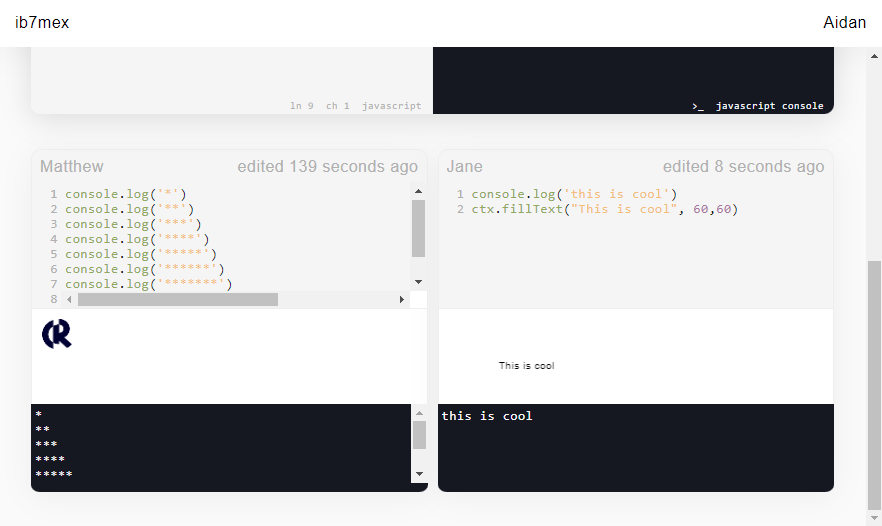 ib7mex
Aidan
ln 9 ch 1 javascript
>_ javascript console
Matthew
edited 139 seconds ago
1 console.log('*')
2 console.log('**')
3 console.log('***')
4 console.log('****')
5 console.log('*****')
6 console.log('******')
7 console.log('*******')
8
*
**
***
****
*****
Jane
edited 8 seconds ago
1 console.log('this is cool')
2 ctx.fillText("This is cool", 60,60)
This is cool
this is cool